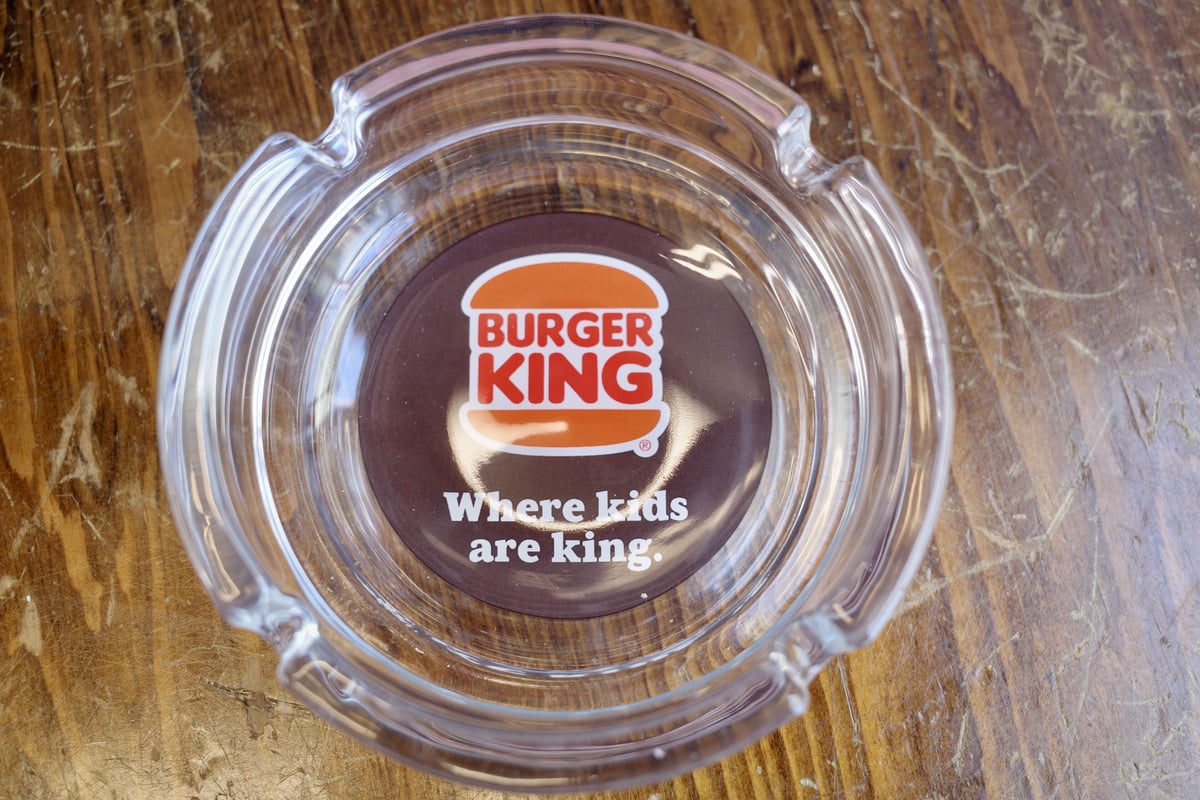 BURGER
KING
®
Where kids
are king.